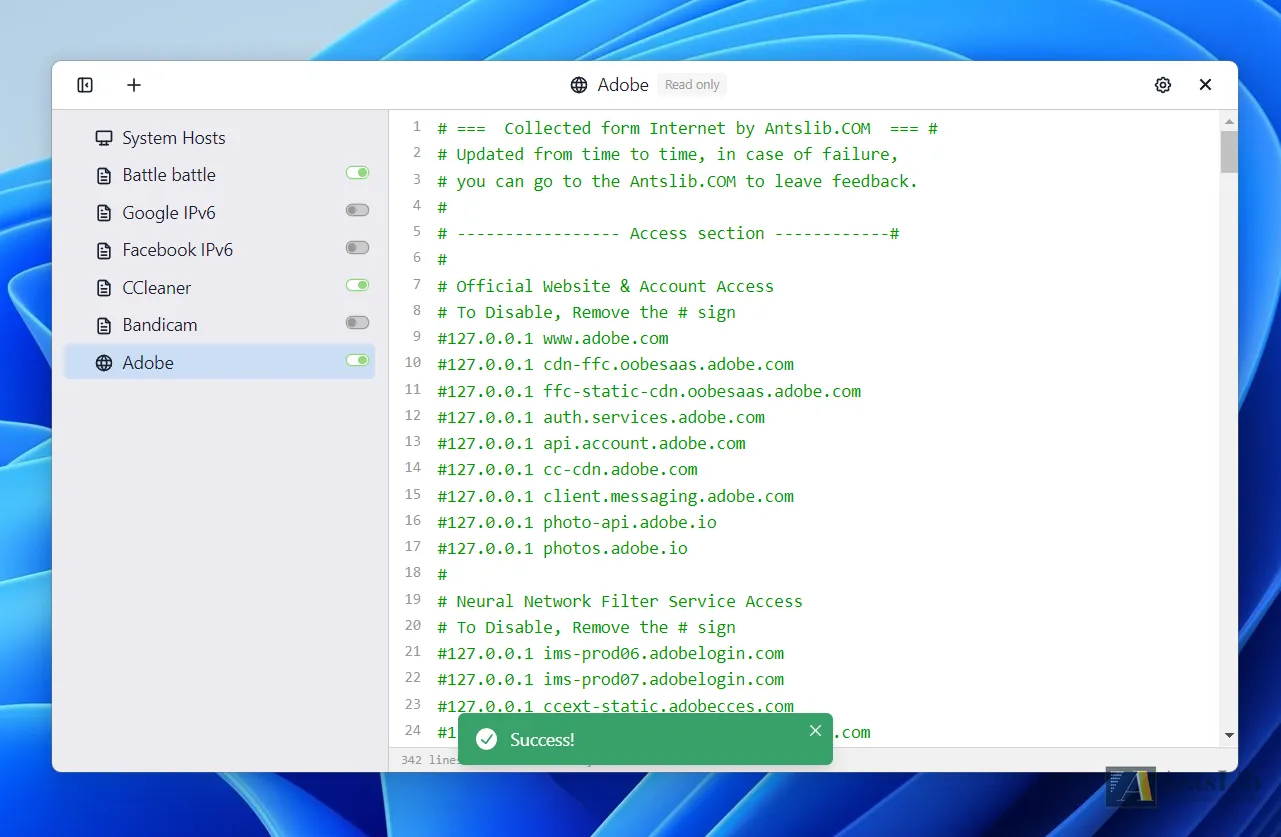 Adobe Read only
System Hosts
Battle battle
Google IPv6
Facebook IPv6
CCleaner
Bandicam
Adobe
1 # === Collected form Internet by Antslib.COM === #
2 # Updated from time to time, in case of failure,
3 # you can go to the Antslib.COM to leave feedback.
4 #
5 # ----------------- Access section ------------#
6 #
7 # Official Website & Account Access
8 # To Disable, Remove the # sign
9 #127.0.0.1 www.adobe.com
10 #127.0.0.1 cdn-ffc.oobesaas.adobe.com
11 #127.0.0.1 ffc-static-cdn.oobesaas.adobe.com
12 #127.0.0.1 auth.services.adobe.com
13 #127.0.0.1 api.account.adobe.com
14 #127.0.0.1 cc-cdn.adobe.com
15 #127.0.0.1 client.messaging.adobe.com
16 #127.0.0.1 photo-api.adobe.io
17 #127.0.0.1 photos.adobe.io
18 #
19 # Neural Network Filter Service Access
20 # To Disable, Remove the # sign
21 #127.0.0.1 ims-prod06.adobelogin.com
22 #127.0.0.1 ims-prod07.adobelogin.com
23 #127.0.0.1 ccext-static.adobecces.com
24 #1 .com
Success!
342 lines